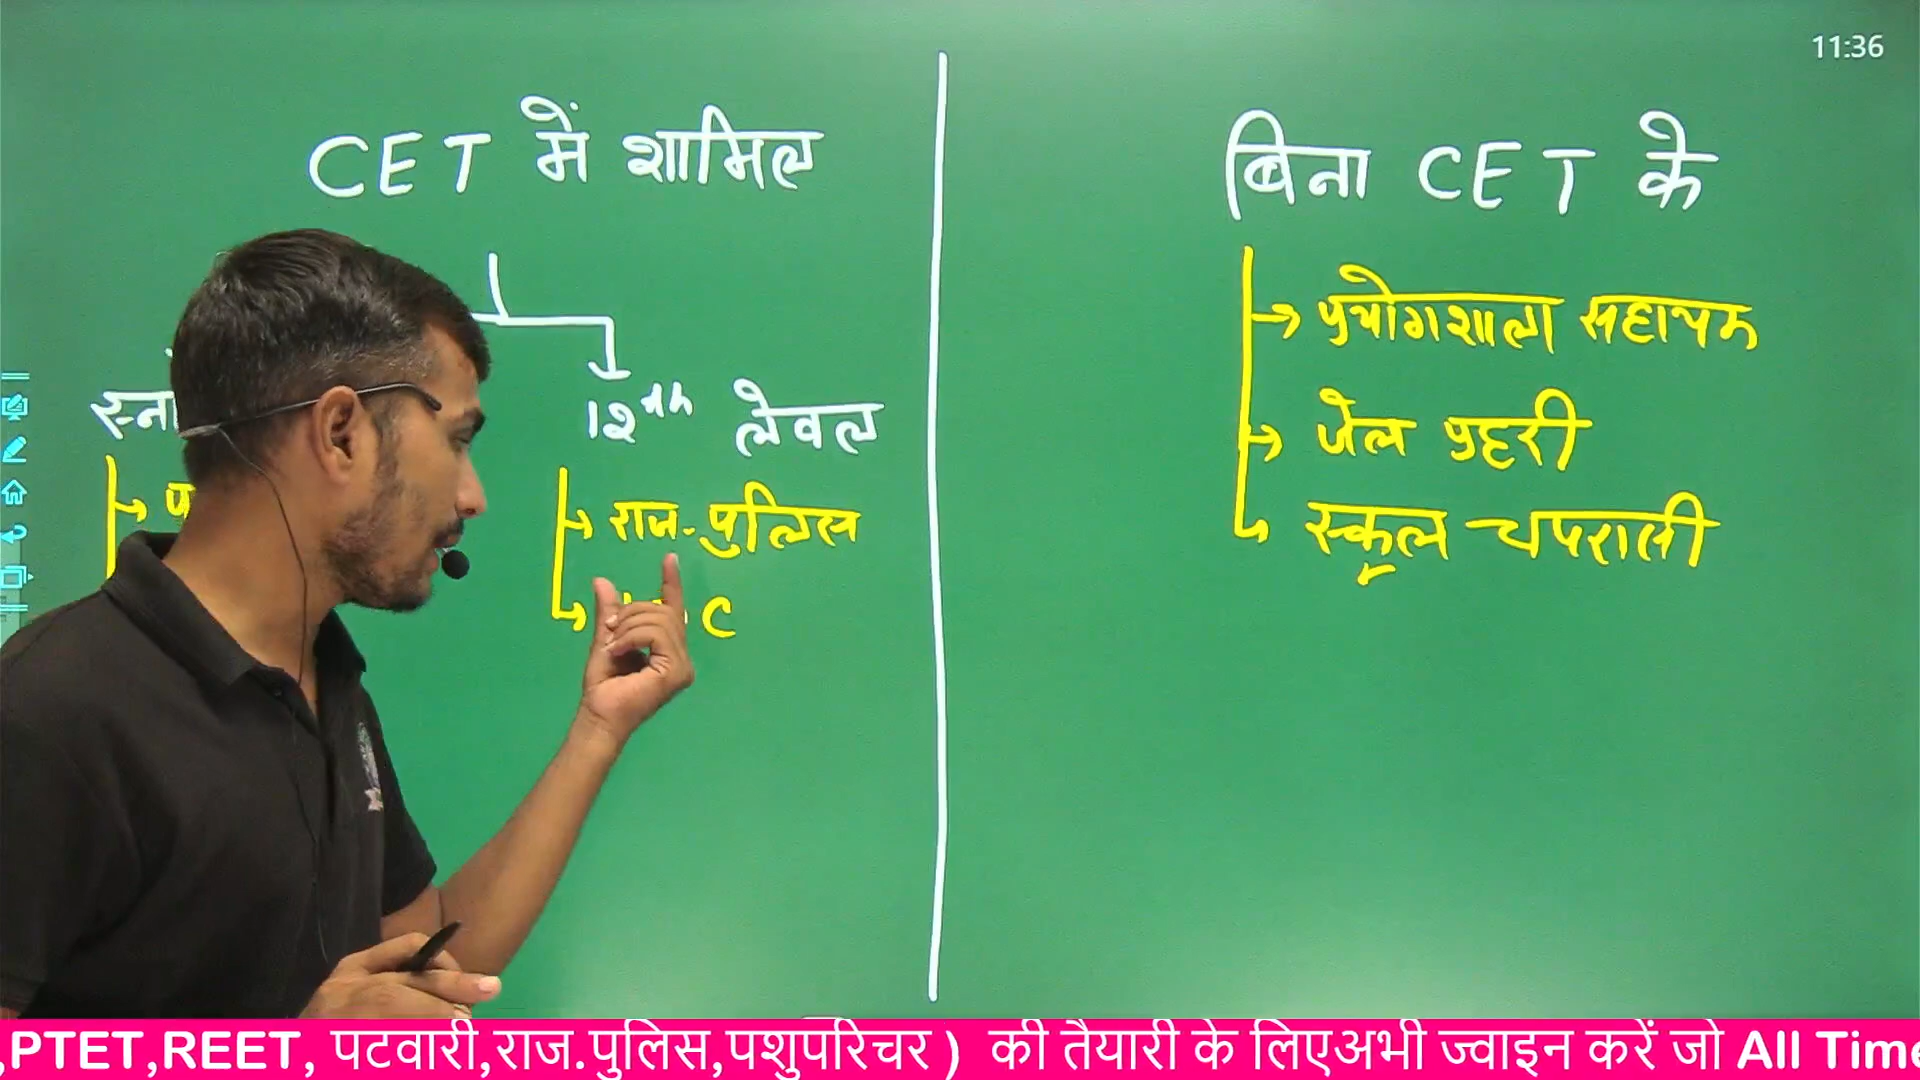 11:36
CET में शामिल
12th लेवल
राज. पुलिस
C
बिना CET के
प्रयोगशाला सहायक
जेल प्रहरी
स्कूल चपरासी
,PTET,REET, पटवारी,राज.पुलिस,पशुपरिचर ) की तैयारी के लिएअभी ज्वाइन करें जो All Time